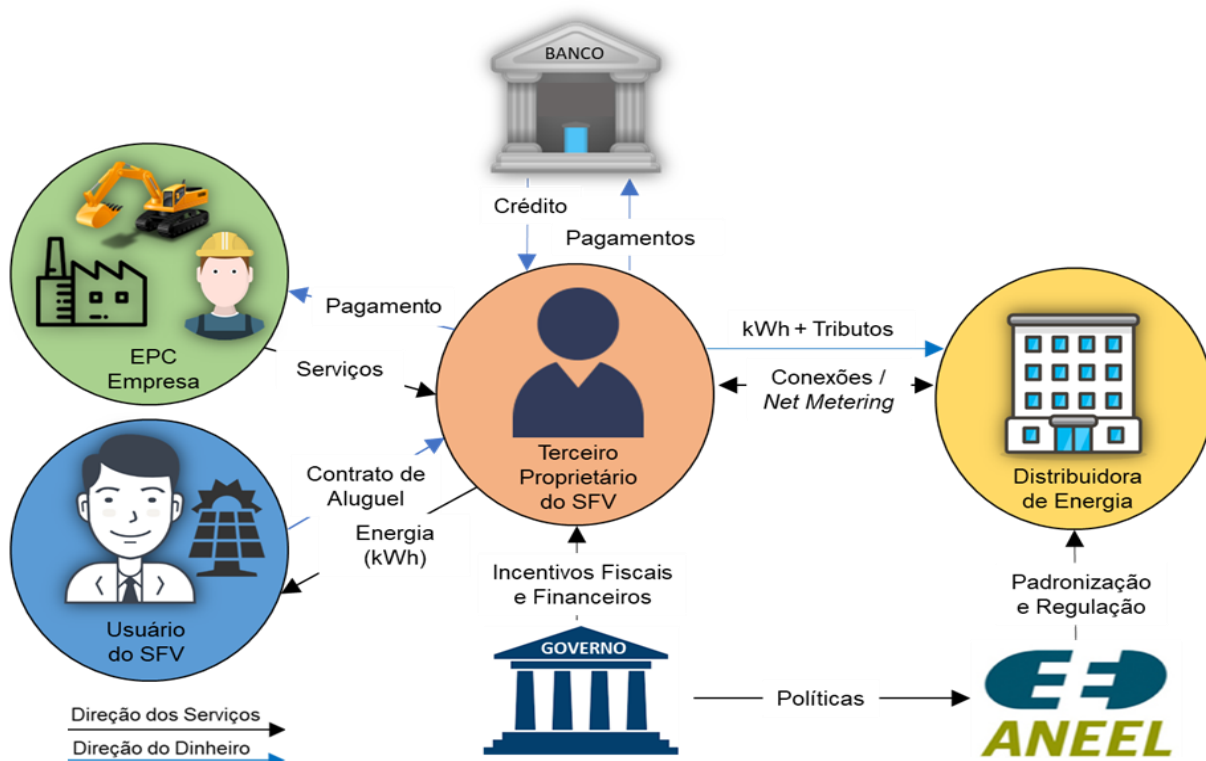 BANCO
Crédito
Pagamentos
Pagamento
Serviços
EPC
Empresa
kWh + Tributos
Conexões /
Net Metering
Terceiro
Proprietário
do SFV
Distribuidora
de Energia
Contrato de
Aluguel
Energia
(kWh)
Usuário
do SFV
Incentivos Fiscais
e Financeiros
Padronização
e Regulação
GOVERNO
Políticas
ANEEL
Direção dos Serviços
Direção do Dinheiro